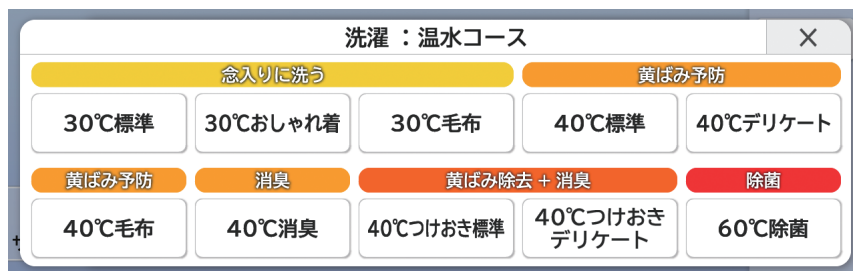 洗濯 : 温水コース ×
念入りに洗う 黄ばみ予防
30℃標準 30℃おしゃれ着 30℃毛布 40℃標準 40℃デリケート
黄ばみ予防 消臭 黄ばみ除去 + 消臭 除菌
40℃毛布 40℃消臭 40℃つけおき標準 40℃つけおき
デリケート 60℃除菌